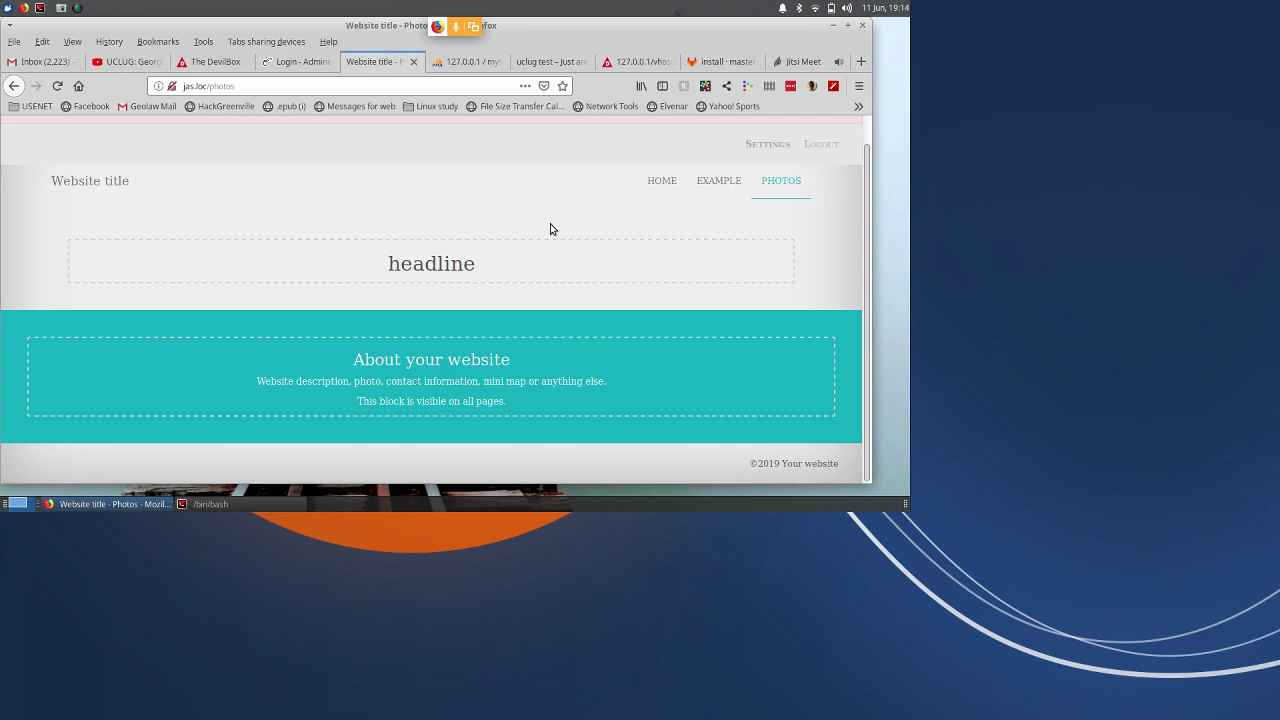 11 Jun, 19:14
Website title - Photo
efox
File Edit View History Bookmarks Tools Tabs sharing devices Help
Inbox (2,223) -
UCLUG: Georg
The DevilBox
Login - Admine
Website title - P
127.0.0.1 / mys
uclug test – Just an
127.0.0.1/vhos
install · master
Jitsi Meet
jas.loc/photos
USENET Facebook Geolaw Mail HackGreenville .epub (i) Messages for web Linux study File Size Transfer Cal... Network Tools Elvenar Yahoo! Sports
SETTINGS LOGOUT
Website title
HOME EXAMPLE PHOTOS
headline
About your website
Website description, photo, contact information, mini map or anything else.
This block is visible on all pages.
©2019 Your website
Website title - Photos - Mozil...
/bin/bash